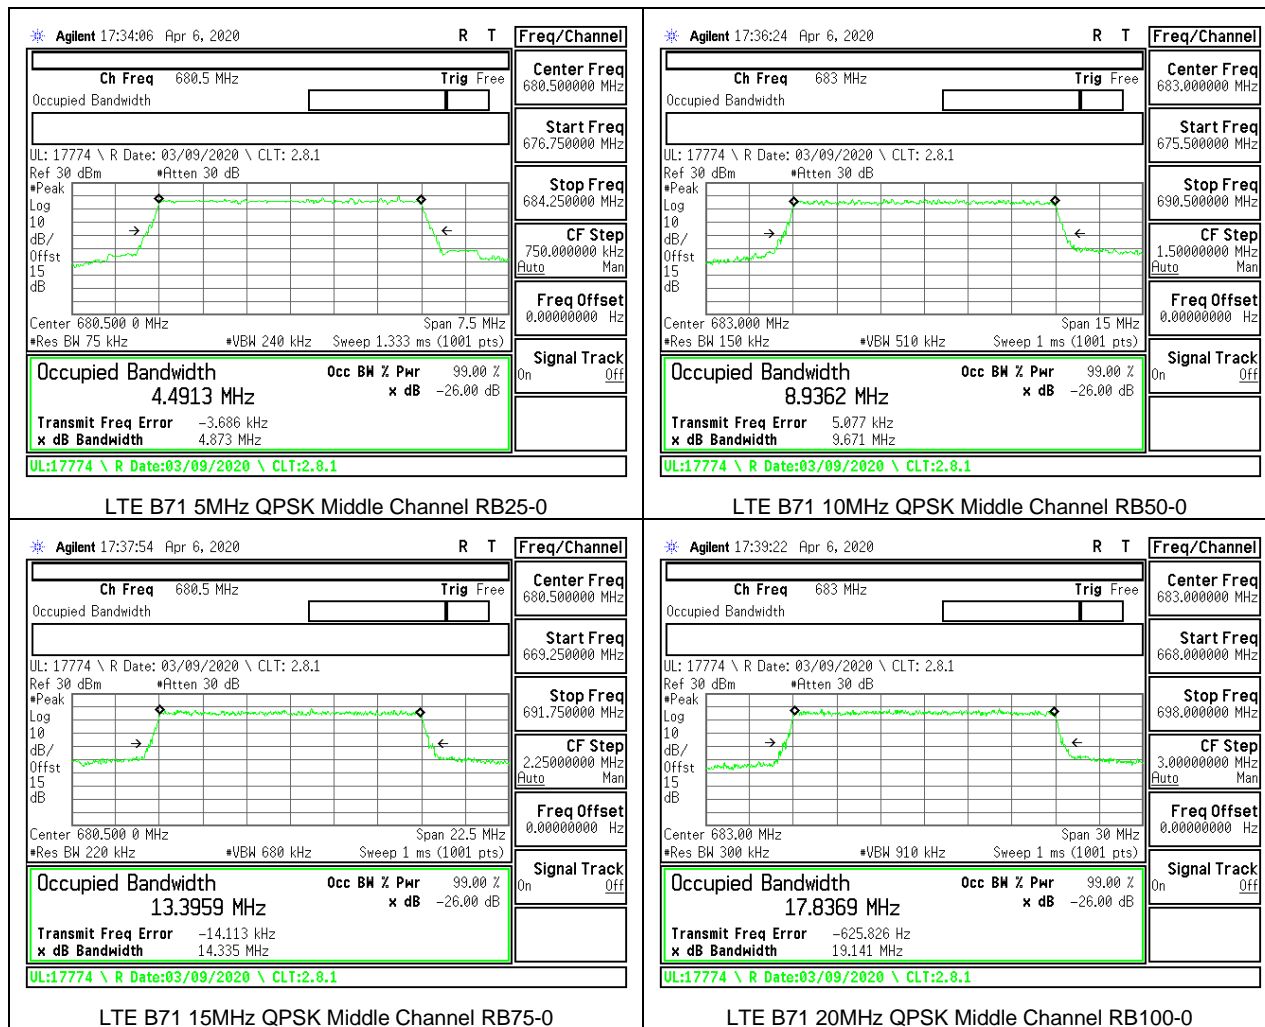 Agilent 17:34:06 Apr 6, 2020 R T Freq/Channel
Ch Freq 680.5 MHz Trig Free
Occupied Bandwidth
UL: 17774 \ R Date: 03/09/2020 \ CLT: 2.8.1
Ref 30 dBm #Atten 30 dB
#Peak
Log
10
dB/
Offst
15
dB
Center 680.500 0 MHz Span 7.5 MHz
#Res BW 75 kHz #VBW 240 kHz Sweep 1.333 ms (1001 pts)
Occupied Bandwidth Occ BW % Pwr 99.00 %
4.4913 MHz x dB -26.00 dB
Transmit Freq Error -3.686 kHz
x dB Bandwidth 4.873 MHz
UL:17774 \ R Date:03/09/2020 \ CLT:2.8.1
Center Freq
680.500000 MHz
Start Freq
676.750000 MHz
Stop Freq
684.250000 MHz
CF Step
750.000000 kHz
Auto Man
Freq Offset
0.00000000 Hz
Signal Track
On Off
LTE B71 5MHz QPSK Middle Channel RB25-0
Agilent 17:36:24 Apr 6, 2020 R T Freq/Channel
Ch Freq 683 MHz Trig Free
Occupied Bandwidth
UL: 17774 \ R Date: 03/09/2020 \ CLT: 2.8.1
Ref 30 dBm #Atten 30 dB
#Peak
Log
10
dB/
Offst
15
dB
Center 683.000 MHz Span 15 MHz
#Res BW 150 kHz #VBW 510 kHz Sweep 1 ms (1001 pts)
Occupied Bandwidth Occ BW % Pwr 99.00 %
8.9362 MHz x dB -26.00 dB
Transmit Freq Error 5.077 kHz
x dB Bandwidth 9.671 MHz
UL:17774 \ R Date:03/09/2020 \ CLT:2.8.1
Center Freq
683.000000 MHz
Start Freq
675.500000 MHz
Stop Freq
690.500000 MHz
CF Step
1.50000000 MHz
Auto Man
Freq Offset
0.00000000 Hz
Signal Track
On Off
LTE B71 10MHz QPSK Middle Channel RB50-0
Agilent 17:37:54 Apr 6, 2020 R T Freq/Channel
Ch Freq 680.5 MHz Trig Free
Occupied Bandwidth
UL: 17774 \ R Date: 03/09/2020 \ CLT: 2.8.1
Ref 30 dBm #Atten 30 dB
#Peak
Log
10
dB/
Offst
15
dB
Center 680.500 0 MHz Span 22.5 MHz
#Res BW 220 kHz #VBW 680 kHz Sweep 1 ms (1001 pts)
Occupied Bandwidth Occ BW % Pwr 99.00 %
13.3959 MHz x dB -26.00 dB
Transmit Freq Error -14.113 kHz
x dB Bandwidth 14.335 MHz
UL:17774 \ R Date:03/09/2020 \ CLT:2.8.1
Center Freq
680.500000 MHz
Start Freq
669.250000 MHz
Stop Freq
691.750000 MHz
CF Step
2.25000000 MHz
Auto Man
Freq Offset
0.00000000 Hz
Signal Track
On Off
LTE B71 15MHz QPSK Middle Channel RB75-0
Agilent 17:39:22 Apr 6, 2020 R T Freq/Channel
Ch Freq 683 MHz Trig Free
Occupied Bandwidth
UL: 17774 \ R Date: 03/09/2020 \ CLT: 2.8.1
Ref 30 dBm #Atten 30 dB
#Peak
Log
10
dB/
Offst
15
dB
Center 683.00 MHz Span 30 MHz
#Res BW 300 kHz #VBW 910 kHz Sweep 1 ms (1001 pts)
Occupied Bandwidth Occ BW % Pwr 99.00 %
17.8369 MHz x dB -26.00 dB
Transmit Freq Error -625.826 Hz
x dB Bandwidth 19.141 MHz
UL:17774 \ R Date:03/09/2020 \ CLT:2.8.1
Center Freq
683.000000 MHz
Start Freq
668.000000 MHz
Stop Freq
698.000000 MHz
CF Step
3.00000000 MHz
Auto Man
Freq Offset
0.00000000 Hz
Signal Track
On Off
LTE B71 20MHz QPSK Middle Channel RB100-0